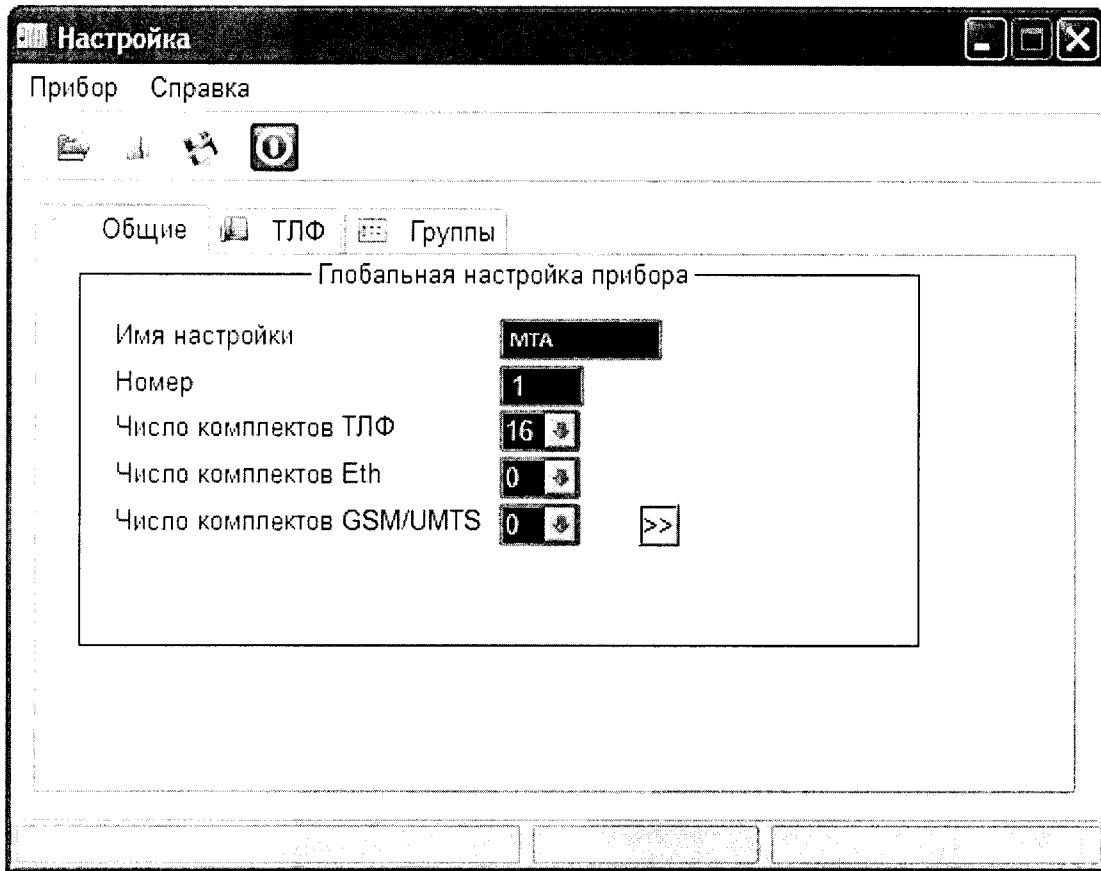 Настройка
Прибор Справка
Общие ТЛФ Группы
Глобальная настройка прибора
Имя настройки МТА
Номер 1
Число комплектов ТЛФ 16
Число комплектов Eth 0
Число комплектов GSM/UMTS 0 >>